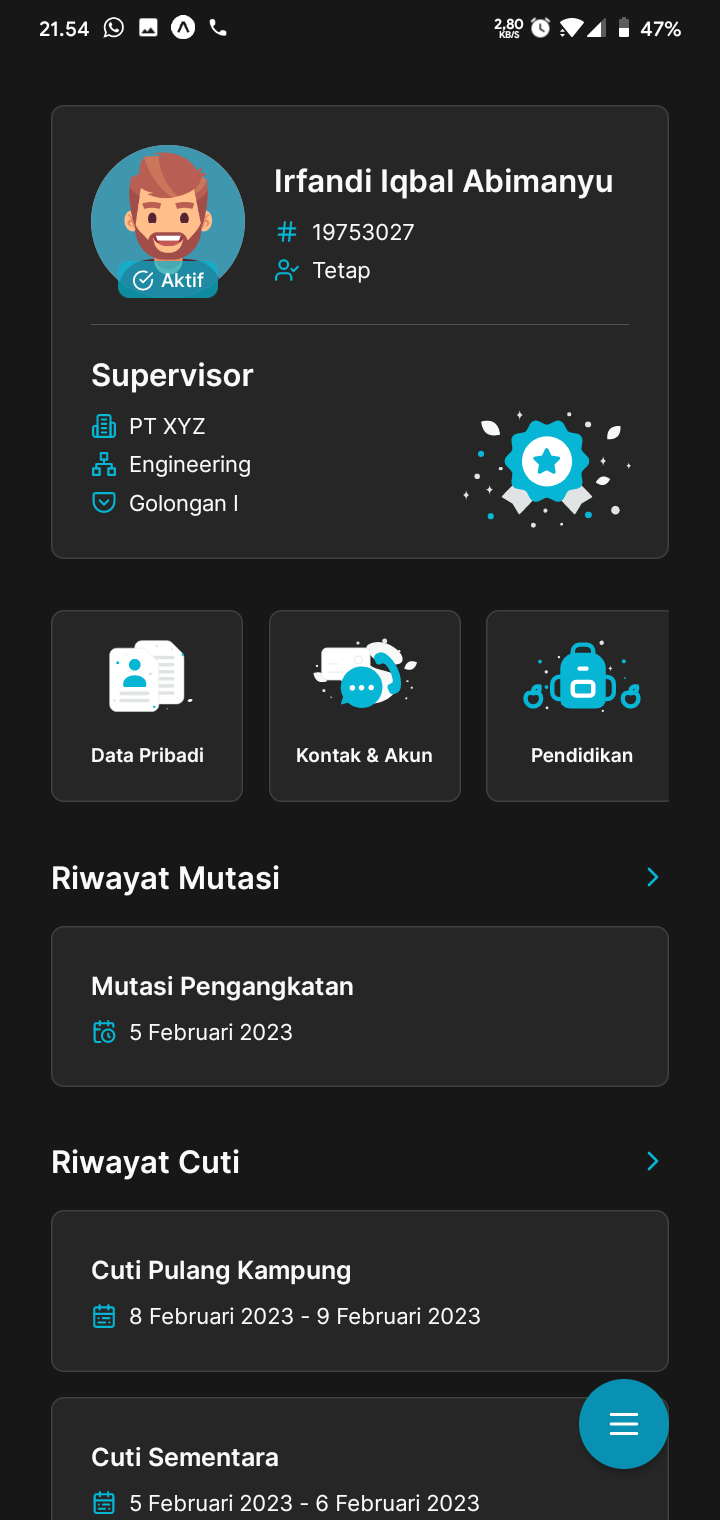 21.54
2,80
KB/S
47%
Irfandi Iqbal Abimanyu
19753027
Tetap
Aktif
Supervisor
PT XYZ
Engineering
Golongan I
Data Pribadi
Kontak & Akun
Pendidikan
Riwayat Mutasi
Mutasi Pengangkatan
5 Februari 2023
Riwayat Cuti
Cuti Pulang Kampung
8 Februari 2023 - 9 Februari 2023
Cuti Sementara
5 Februari 2023 - 6 Februari 2023